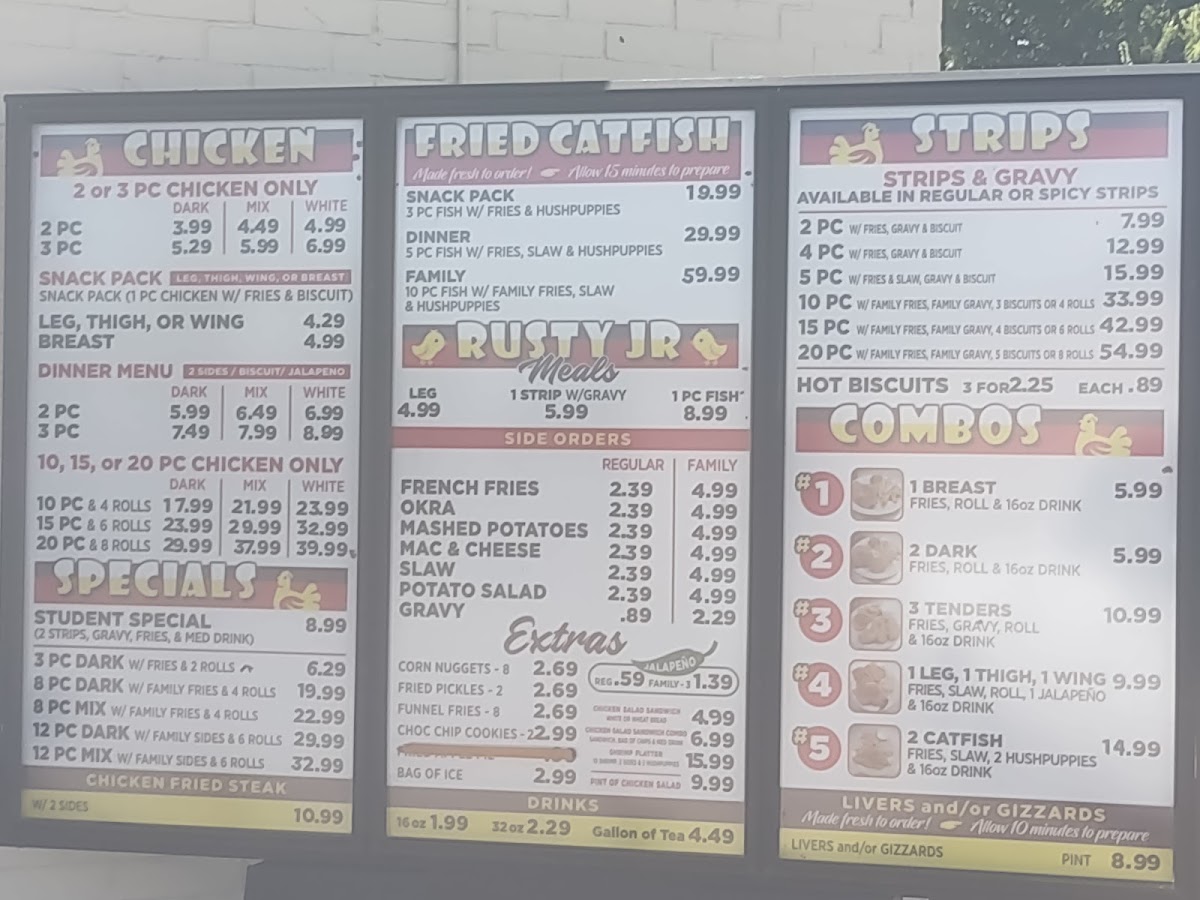 CHICKEN
2 or 3 PC CHICKEN ONLY
DARK MIX WHITE
2 PC 3.99 4.49 4.99
3 PC 5.29 5.99 6.99
SNACK PACK LEG, THIGH, WING, OR BREAST
SNACK PACK (1 PC CHICKEN W/ FRIES & BISCUIT)
LEG, THIGH, OR WING 4.29
BREAST 4.99
DINNER MENU 2 SIDES / BISCUIT/ JALAPENO
DARK MIX WHITE
2 PC 5.99 6.49 6.99
3 PC 7.49 7.99 8.99
10, 15, or 20 PC CHICKEN ONLY
DARK MIX WHITE
10 PC & 4 ROLLS 17.99 21.99 23.99
15 PC & 6 ROLLS 23.99 29.99 32.99
20 PC & 8 ROLLS 29.99 37.99 39.99
SPECIALS
STUDENT SPECIAL 8.99
(2 STRIPS, GRAVY, FRIES, & MED DRINK)
3 PC DARK W/ FRIES & 2 ROLLS 6.29
8 PC DARK W/ FAMILY FRIES & 4 ROLLS 19.99
8 PC MIX W/ FAMILY FRIES & 4 ROLLS 22.99
12 PC DARK W/ FAMILY SIDES & 6 ROLLS 29.99
12 PC MIX W/ FAMILY SIDES & 6 ROLLS 32.99
CHICKEN FRIED STEAK
W/ 2 SIDES 10.99
FRIED CATFISH
Made fresh to order! Allow 15 minutes to prepare
SNACK PACK 19.99
3 PC FISH W/ FRIES & HUSHPUPPIES
DINNER 29.99
5 PC FISH W/ FRIES, SLAW & HUSHPUPPIES
FAMILY 59.99
10 PC FISH W/ FAMILY FRIES, SLAW
& HUSHPUPPIES
RUSTY JR
Meals
LEG 1 STRIP W/GRAVY 1 PC FISH
4.99 5.99 8.99
SIDE ORDERS
REGULAR FAMILY
FRENCH FRIES 2.39 4.99
OKRA 2.39 4.99
MASHED POTATOES 2.39 4.99
MAC & CHEESE 2.39 4.99
SLAW 2.39 4.99
POTATO SALAD 2.39 4.99
GRAVY .89 2.29
Extras
CORN NUGGETS - 8 2.69
FRIED PICKLES - 2 2.69
FUNNEL FRIES - 8 2.69
CHOC CHIP COOKIES - 2 2.99
BAG OF ICE 2.99
JALAPEÑO
REG .59 FAMILY - 3 1.39
CHICKEN SALAD SANDWICH
WHITE OR WHEAT BREAD 4.99
CHICKEN SALAD SANDWICH COMBO
SANDWICH, BAG OF CHIPS & MED DRINK 6.99
SHRIMP PLATTER 15.99
PINT OF CHICKEN SALAD 9.99
DRINKS
16 oz 1.99 32 oz 2.29 Gallon of Tea 4.49
STRIPS
STRIPS & GRAVY
AVAILABLE IN REGULAR OR SPICY STRIPS
2 PC W/ FRIES, GRAVY & BISCUIT 7.99
4 PC W/ FRIES, GRAVY & BISCUIT 12.99
5 PC W/ FRIES & SLAW, GRAVY & BISCUIT 15.99
10 PC W/ FAMILY FRIES, FAMILY GRAVY, 3 BISCUITS OR 4 ROLLS 33.99
15 PC W/ FAMILY FRIES, FAMILY GRAVY, 4 BISCUITS OR 6 ROLLS 42.99
20 PC W/ FAMILY FRIES, FAMILY GRAVY, 5 BISCUITS OR 8 ROLLS 54.99
HOT BISCUITS 3 FOR 2.25 EACH .89
COMBOS
#1 1 BREAST 5.99
FRIES, ROLL & 16oz DRINK
#2 2 DARK 5.99
FRIES, ROLL & 16oz DRINK
#3 3 TENDERS 10.99
FRIES, GRAVY, ROLL
& 16oz DRINK
#4 1 LEG, 1 THIGH, 1 WING 9.99
FRIES, SLAW, ROLL, 1 JALAPEÑO
& 16oz DRINK
#5 2 CATFISH 14.99
FRIES, SLAW, 2 HUSHPUPPIES
& 16oz DRINK
LIVERS and/or GIZZARDS
Made fresh to order! Allow 10 minutes to prepare
LIVERS and/or GIZZARDS PINT 8.99